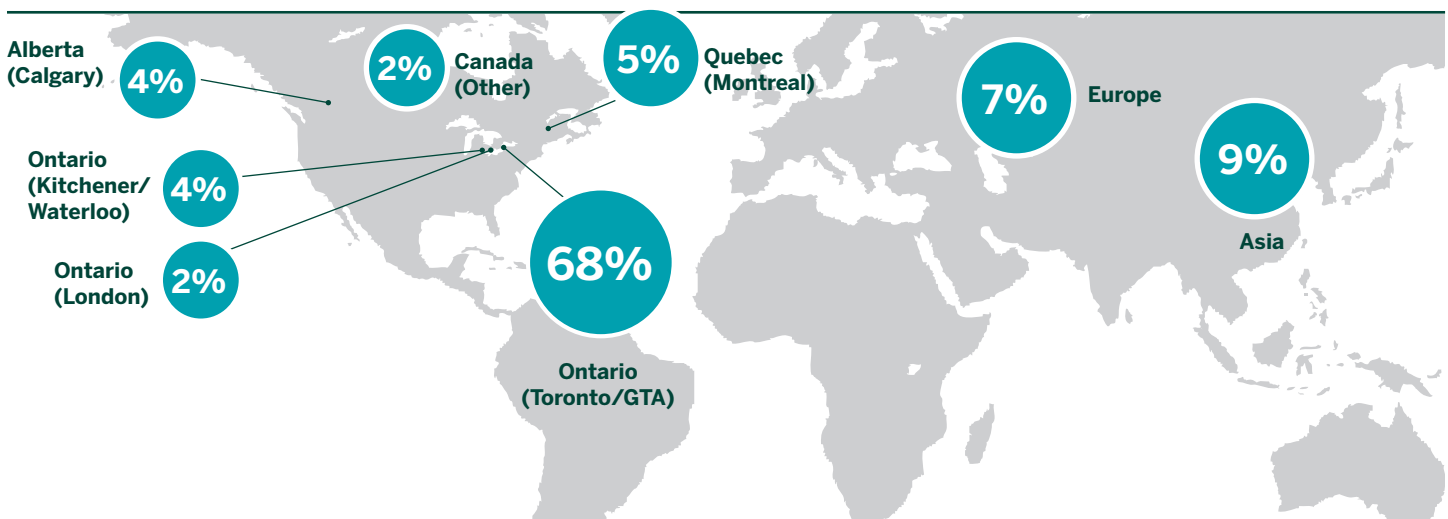 Alberta
(Calgary)
4%
2%
Canada
(Other)
5%
Quebec
(Montreal)
7%
Europe
9%
Asia
Ontario
(Kitchener/
Waterloo)
4%
Ontario
(London)
2%
68%
Ontario
(Toronto/GTA)